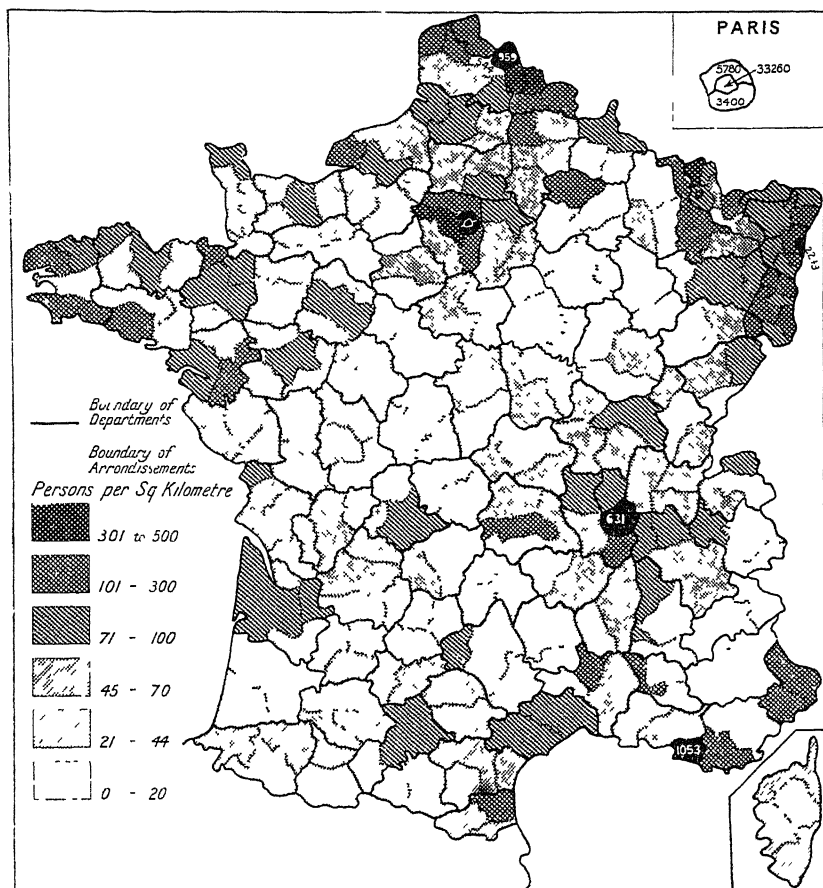 PARIS
5780
33260
3400
959
Boundary of
Departments
Boundary of
Arrondissements
Persons per Sq Kilometre
301 to 500
101 - 300
71 - 100
45 - 70
21 - 44
0 - 20
631
1053